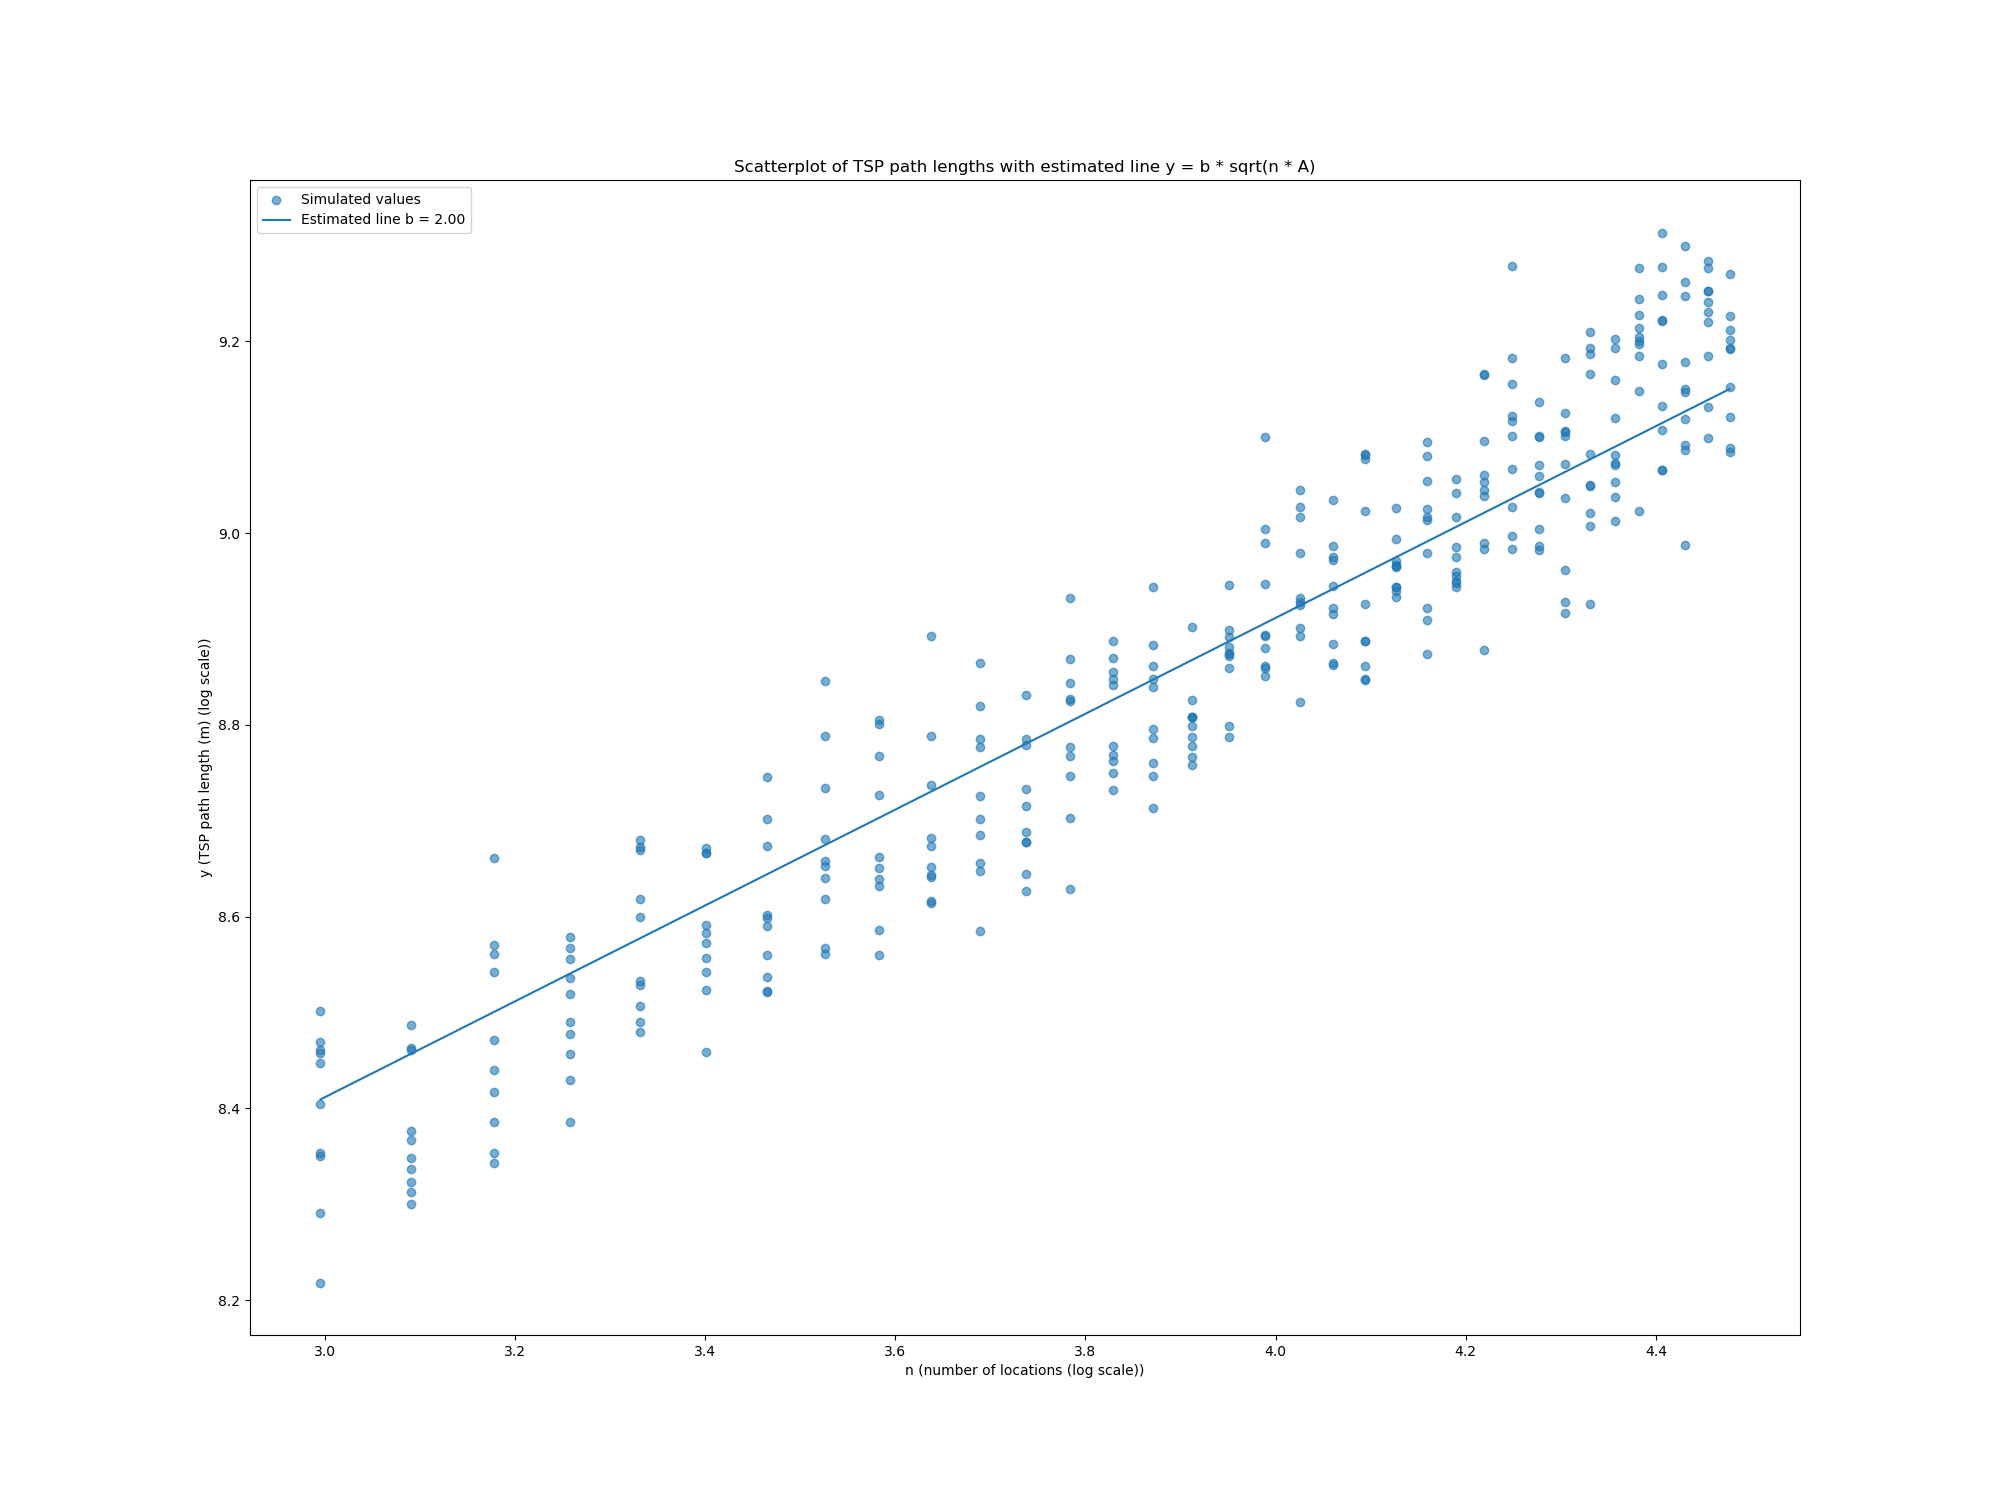 Scatterplot of TSP path lengths with estimated line y = b * sqrt(n * A)
Simulated values
Estimated line b = 2.00
9.2
9.0
8.8
8.6
8.4
8.2
y (TSP path length (m) (log scale))
3.0 3.2 3.4 3.6 3.8 4.0 4.2 4.4
n (number of locations (log scale))